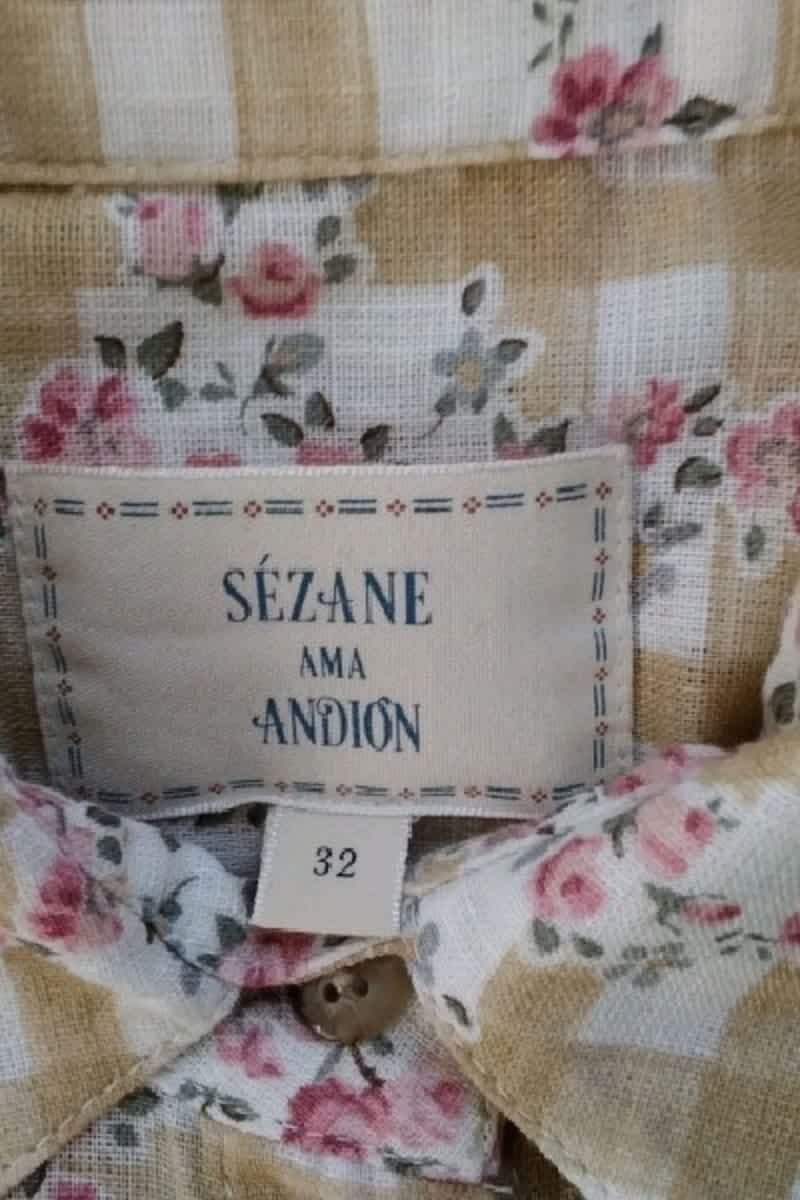 SÉZANE
AMA
ANDIÓN
32